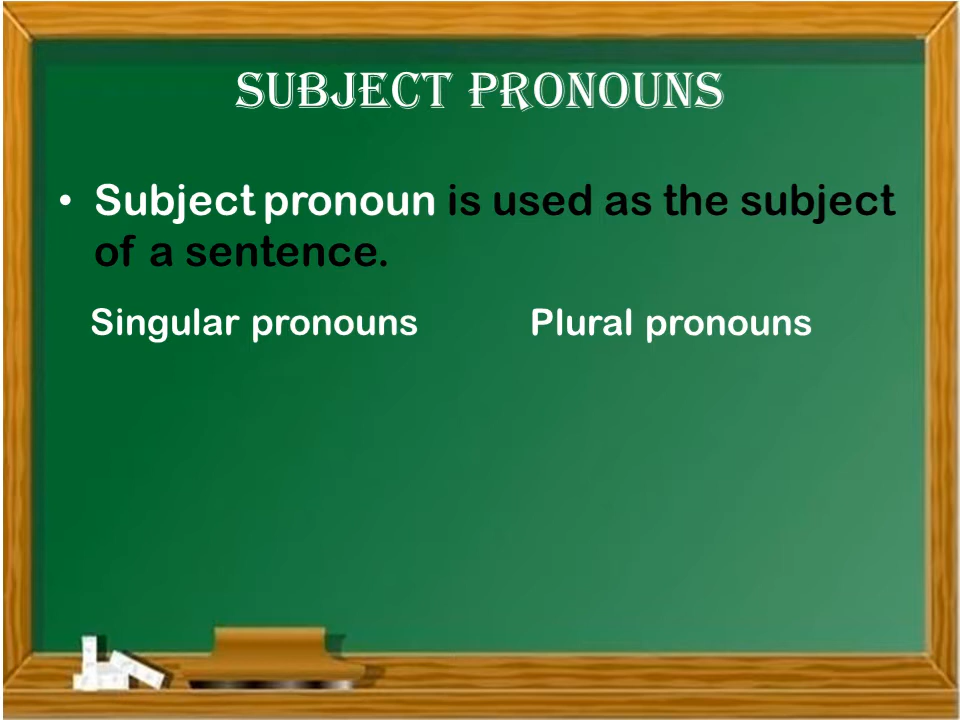 SUBJECT PRONOUNS
• Subject pronoun is used as the subject
of a sentence.
Singular pronouns Plural pronouns